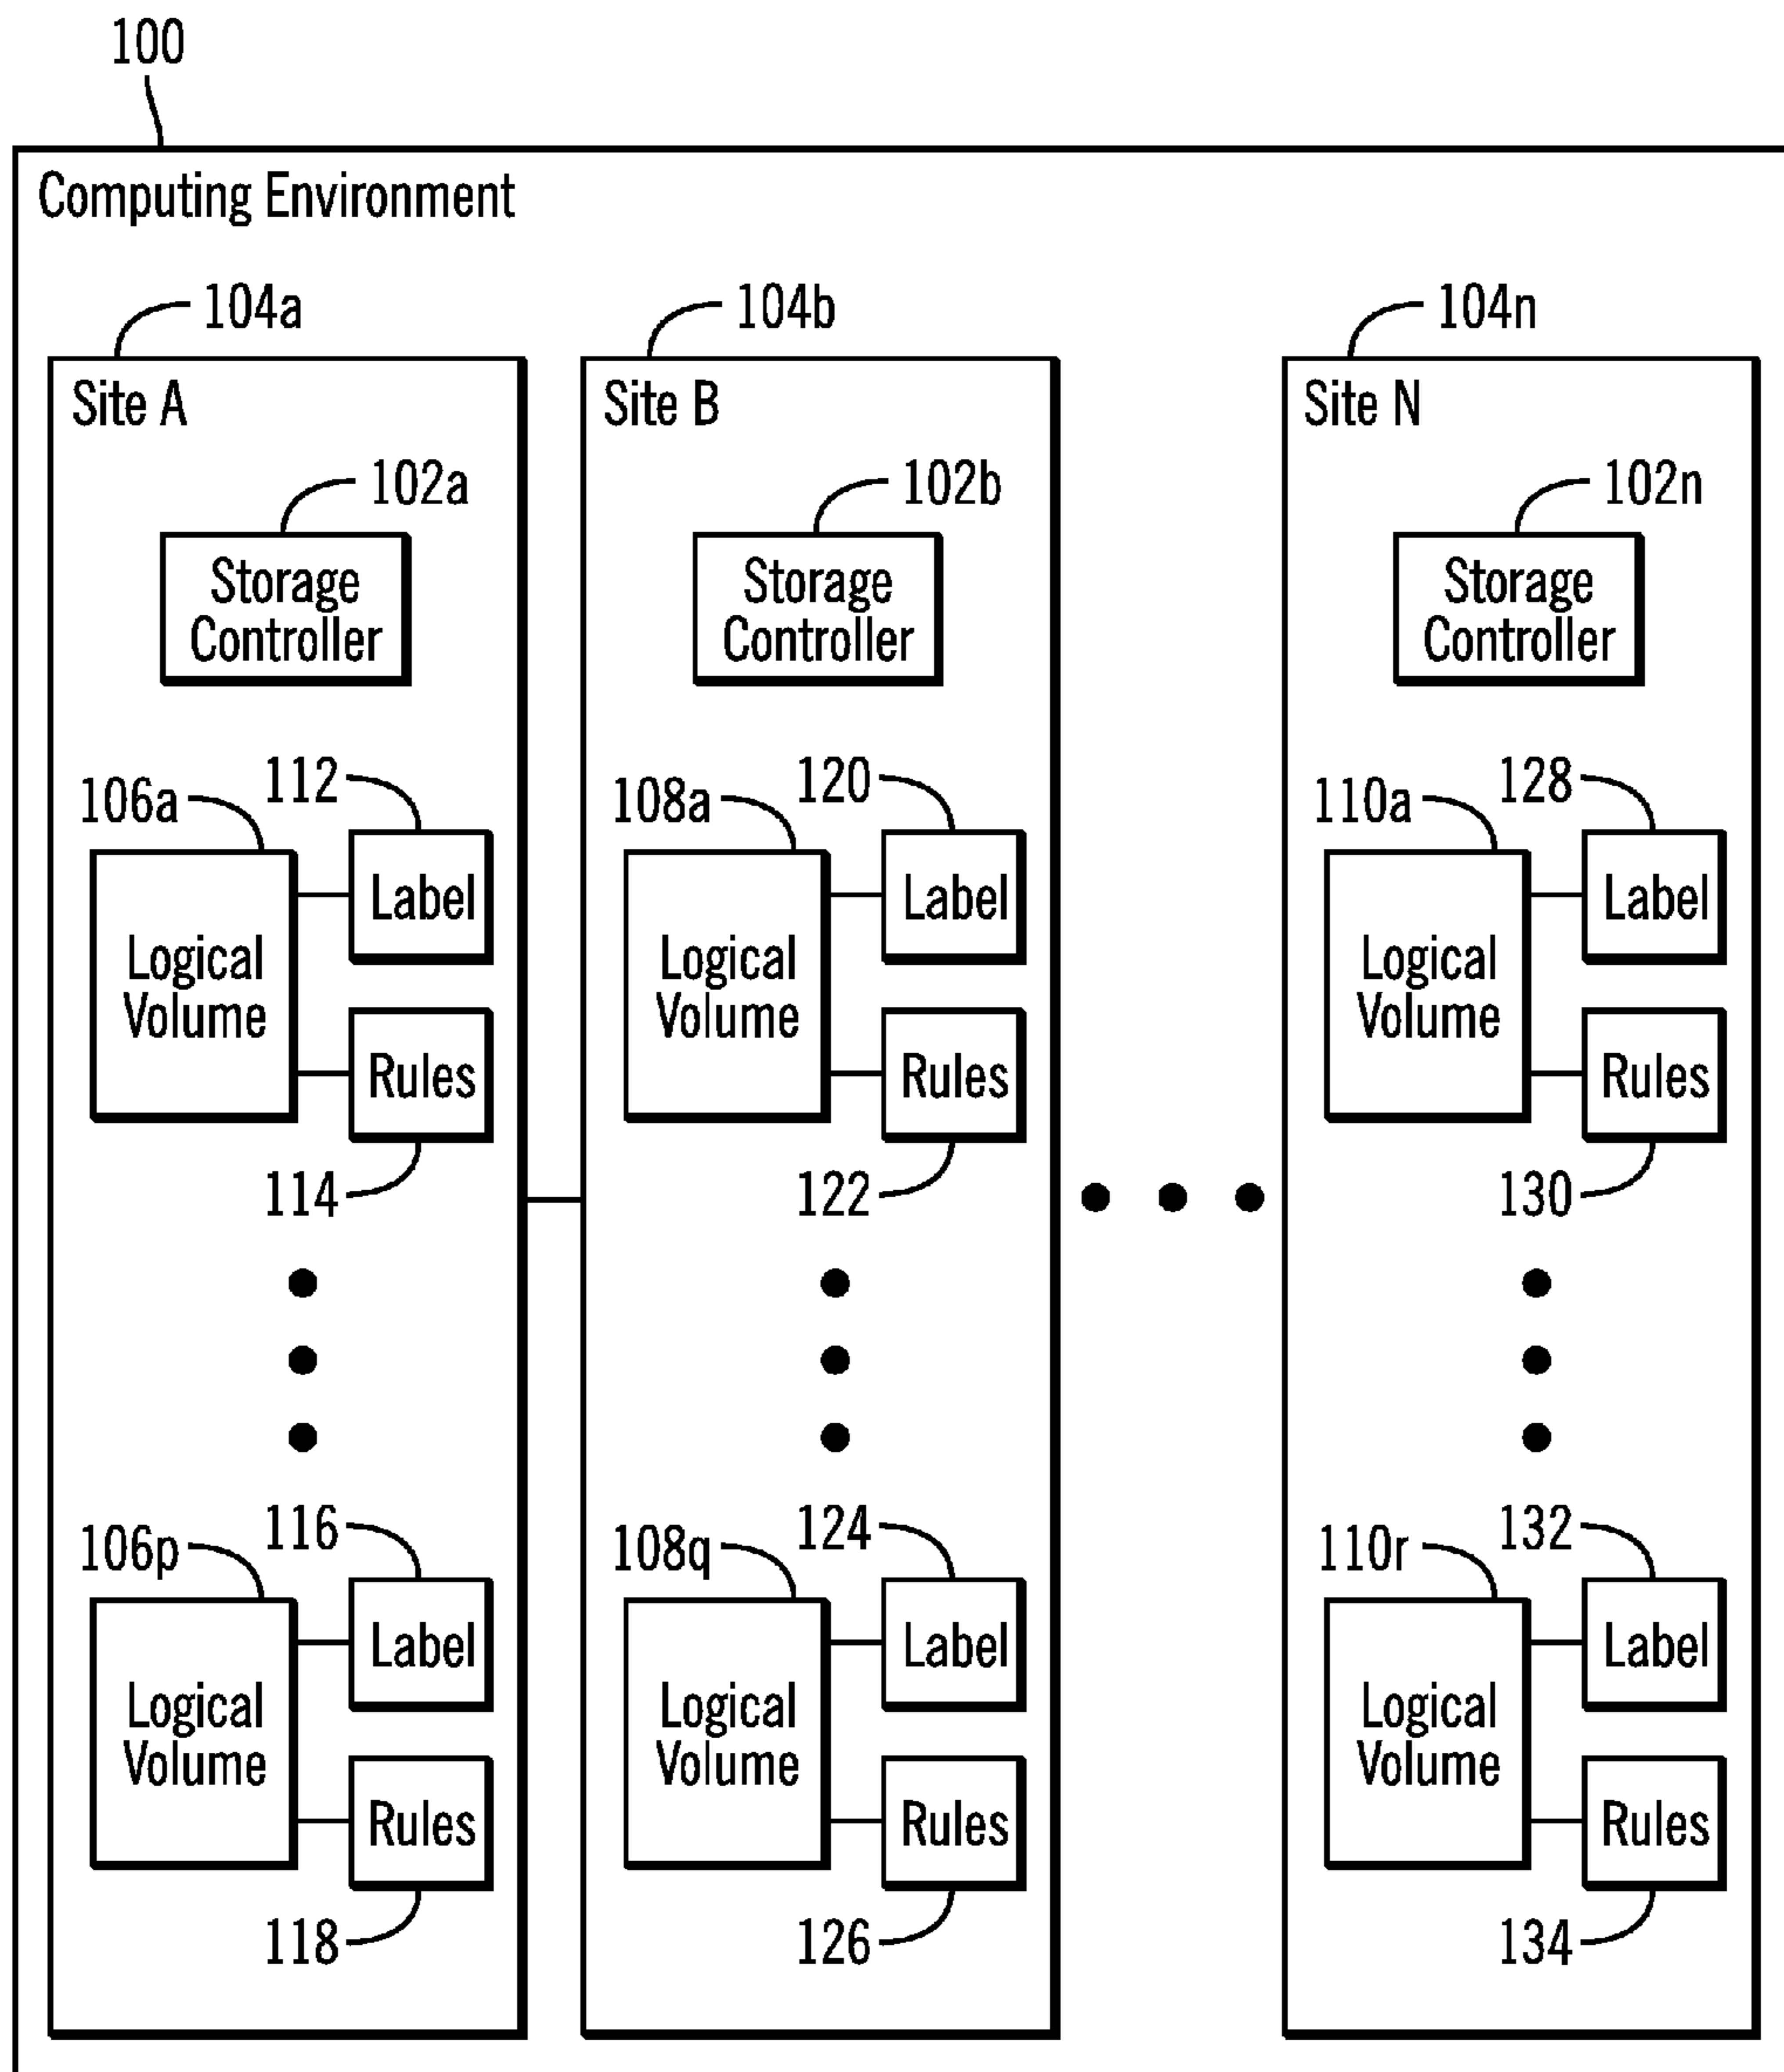 100
Computing Environment
104a
104b
104n
Site A
Site B
Site N
102a
102b
102n
Storage
Controller
Storage
Controller
Storage
Controller
106a
112
108a
120
110a
128
Label
Label
Label
Logical
Volume
Logical
Volume
Logical
Volume
Rules
Rules
Rules
114
122
130
106p
116
108q
124
110r
132
Label
Label
Label
Logical
Volume
Logical
Volume
Logical
Volume
Rules
Rules
Rules
118
126
134